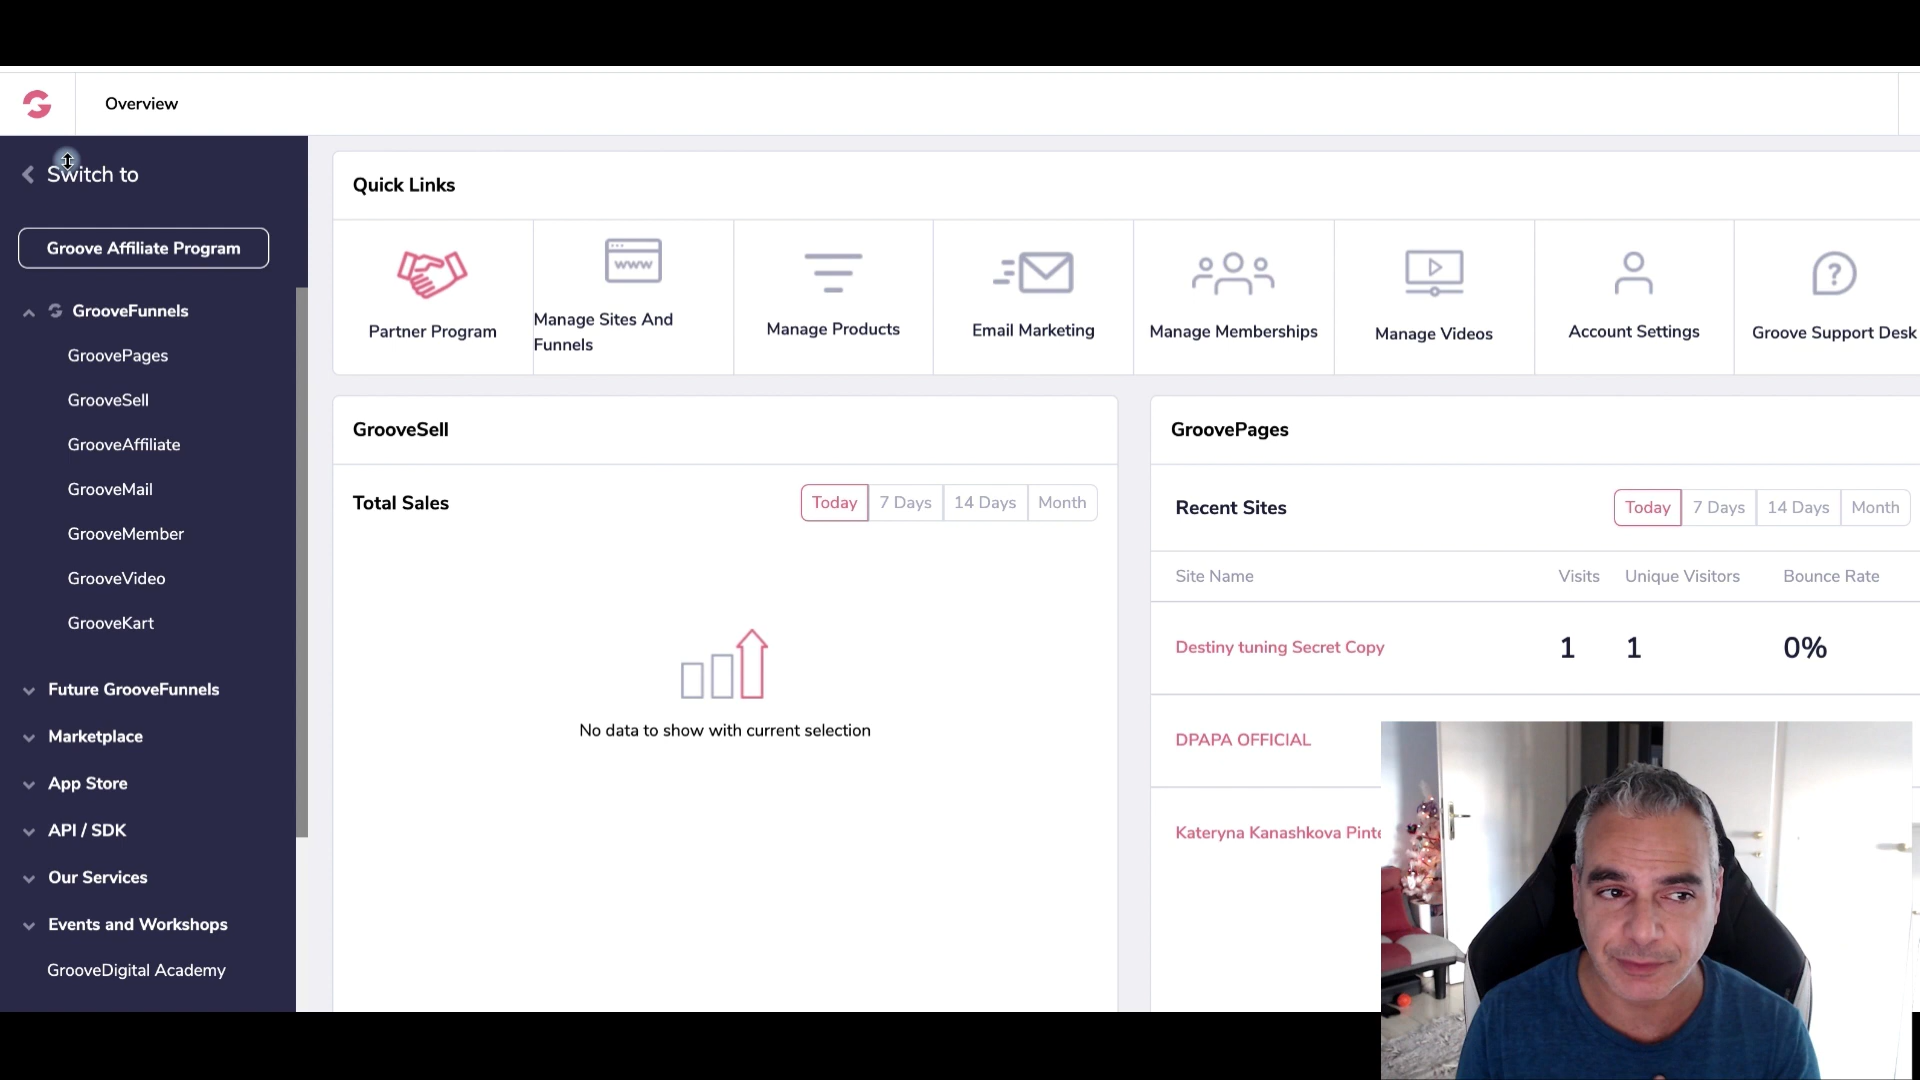 Overview
Switch to
Groove Affiliate Program
GrooveFunnels
GroovePages
GrooveSell
GrooveAffiliate
GrooveMail
GrooveMember
GrooveVideo
GrooveKart
Future GrooveFunnels
Marketplace
App Store
API / SDK
Our Services
Events and Workshops
GrooveDigital Academy
Quick Links
Partner Program
www
Manage Sites And
Funnels
Manage Products
Email Marketing
Manage Memberships
Manage Videos
Account Settings
Groove Support Desk
GrooveSell
Total Sales
Today 7 Days 14 Days Month
No data to show with current selection
GroovePages
Recent Sites
Today 7 Days 14 Days Month
Site Name Visits Unique Visitors Bounce Rate
Destiny tuning Secret Copy 1 1 0%
DPAPA OFFICIAL
Kateryna Kanashkova Pinte